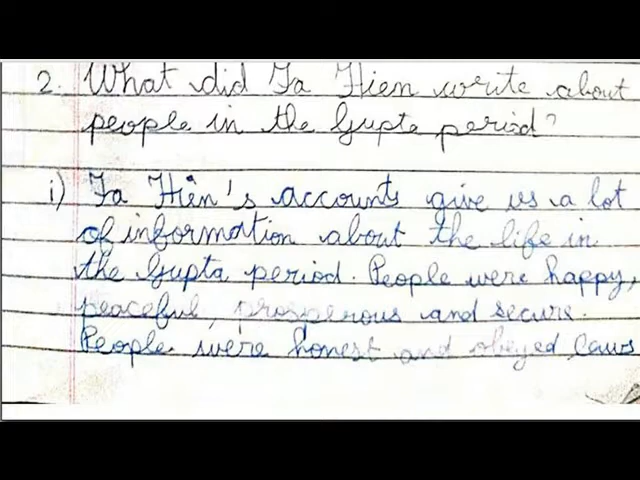 2. What did Fa Hien write about
people in the Gupta period?
i) Fa Hien's accounts give us a lot
of information about the life in
the Gupta period. People were happy,
peaceful, prosperous and secure.
People were honest and obeyed laws